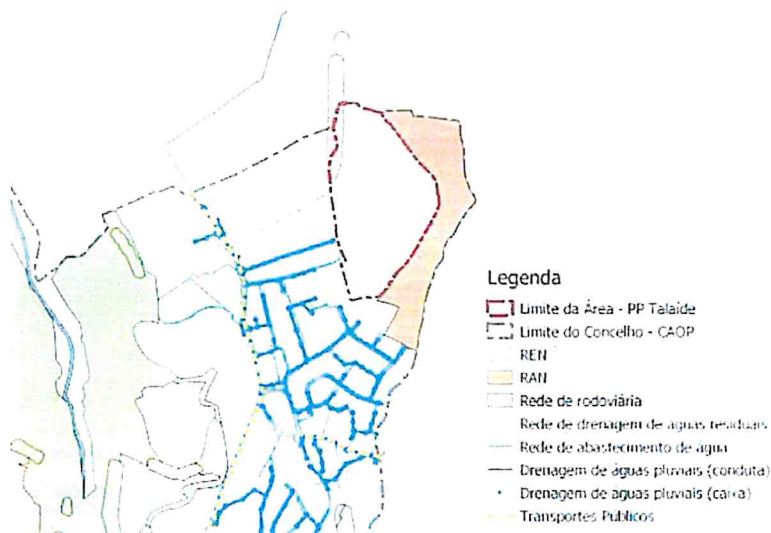 Legenda
Limite da Área - PP Talaíde
Limite do Concelho - CAOP
REN
RAN
Rede de rodoviária
Rede de drenagem de águas residuais
Rede de abastecimento de água
Drenagem de águas pluviais (conduta)
Drenagem de águas pluviais (caixa)
Transportes Públicos